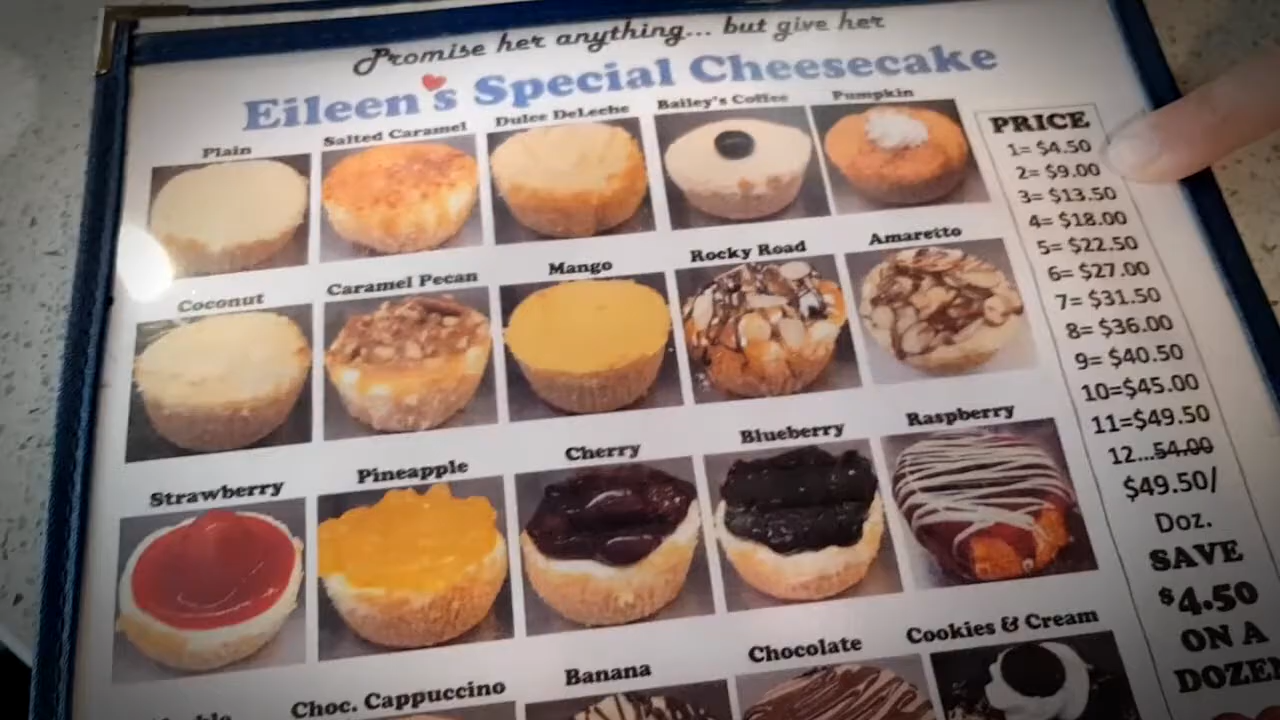 Promise her anything... but give her
Eileen's Special Cheesecake
Plain
Salted Caramel
Dulce DeLeche
Bailey's Coffee
Pumpkin
Coconut
Caramel Pecan
Mango
Rocky Road
Amaretto
Strawberry
Pineapple
Cherry
Blueberry
Raspberry
Choc. Cappuccino
Banana
Chocolate
Cookies & Cream
PRICE
1= $4.50
2= $9.00
3= $13.50
4= $18.00
5= $22.50
6= $27.00
7= $31.50
8= $36.00
9= $40.50
10=$45.00
11=$49.50
12...54.00
$49.50/
Doz.
SAVE
$4.50
ON A
DOZEN